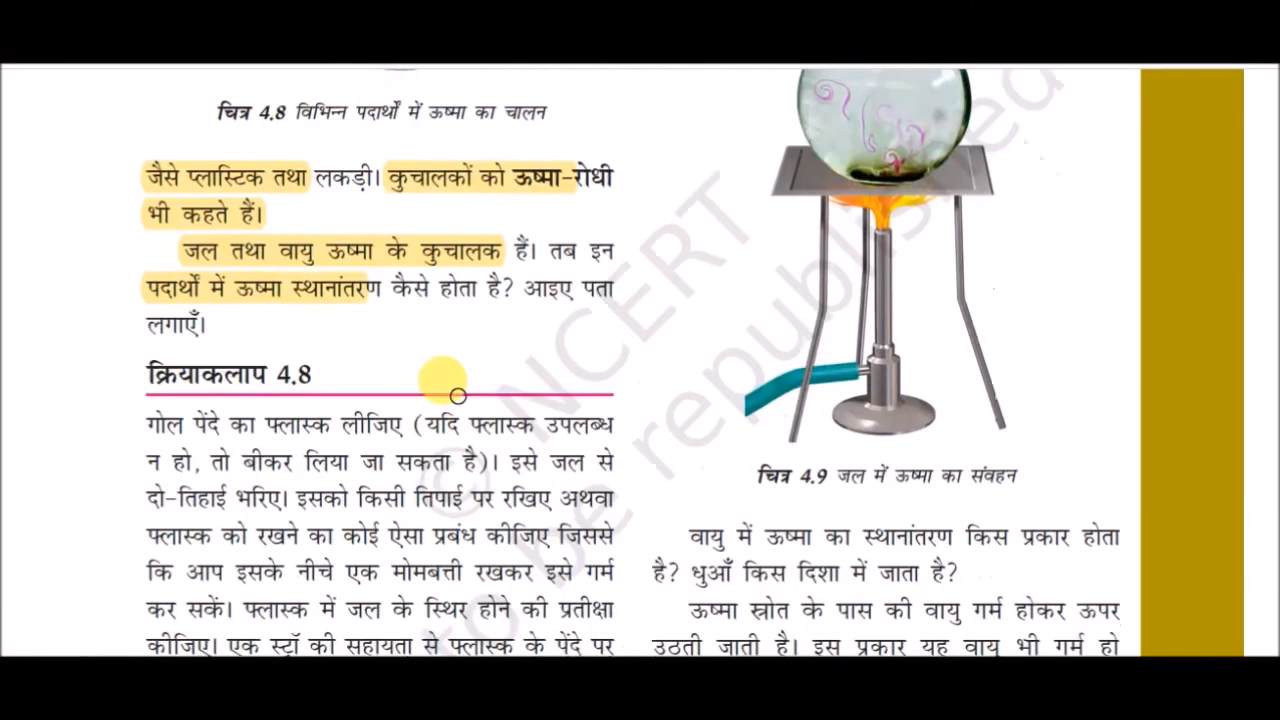 चित्र 4.8 विभिन्न पदार्थों में ऊष्मा का चालन
जैसे प्लास्टिक तथा लकड़ी। कुचालकों को ऊष्मा-रोधी
भी कहते हैं।
जल तथा वायु ऊष्मा के कुचालक हैं। तब इन
पदार्थों में ऊष्मा स्थानांतरण कैसे होता है? आइए पता
लगाएँ।
क्रियाकलाप 4.8
गोल पेंदे का फ्लास्क लीजिए (यदि फ्लास्क उपलब्ध
न हो, तो बीकर लिया जा सकता है)। इसे जल से
दो-तिहाई भरिए। इसको किसी तिपाई पर रखिए अथवा
फ्लास्क को रखने का कोई ऐसा प्रबंध कीजिए जिससे
कि आप इसके नीचे एक मोमबत्ती रखकर इसे गर्म
कर सकें। फ्लास्क में जल के स्थिर होने की प्रतीक्षा
कीजिए। एक स्ट्रॉ की सहायता से फ्लास्क के पेंदे पर
चित्र 4.9 जल में ऊष्मा का संवहन
वायु में ऊष्मा का स्थानांतरण किस प्रकार होता
है? धुआँ किस दिशा में जाता है?
ऊष्मा स्रोत के पास की वायु गर्म होकर ऊपर
उठती जाती है। इस प्रकार यह वायु भी गर्म हो
© NCERT
to be republished